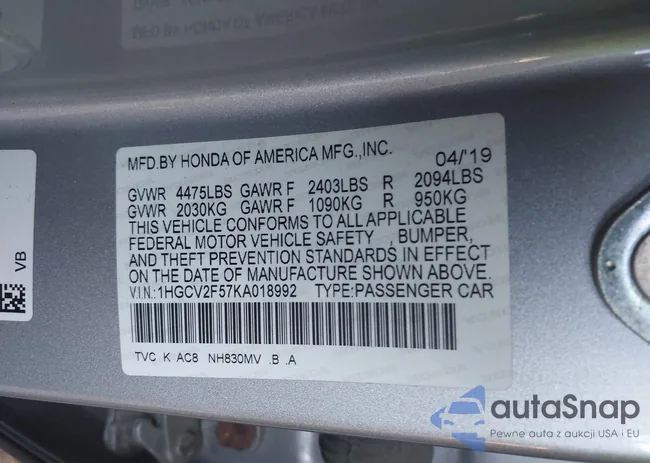 MFD.BY HONDA OF AMERICA MFG.,INC. 04/'19
GVWR 4475LBS GAWR F 2403LBS R 2094LBS
GVWR 2030KG GAWR F 1090KG R 950KG
THIS VEHICLE CONFORMS TO ALL APPLICABLE
FEDERAL MOTOR VEHICLE SAFETY , BUMPER,
AND THEFT PREVENTION STANDARDS IN EFFECT
ON THE DATE OF MANUFACTURE SHOWN ABOVE.
V.I.N.:1HGCV2F57KA018992 TYPE:PASSENGER CAR
TVC K AC8 NH830MV .B .A
VB
autaSnap
Pewne auta z aukcji USA i EU